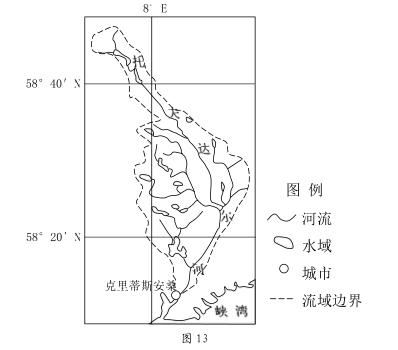 8° E
58° 40′ N
托
夫
达
尔
河
58° 20′ N
克里蒂斯安桑
峡 湾
图 例
河流
水域
城市
流域边界
图 13